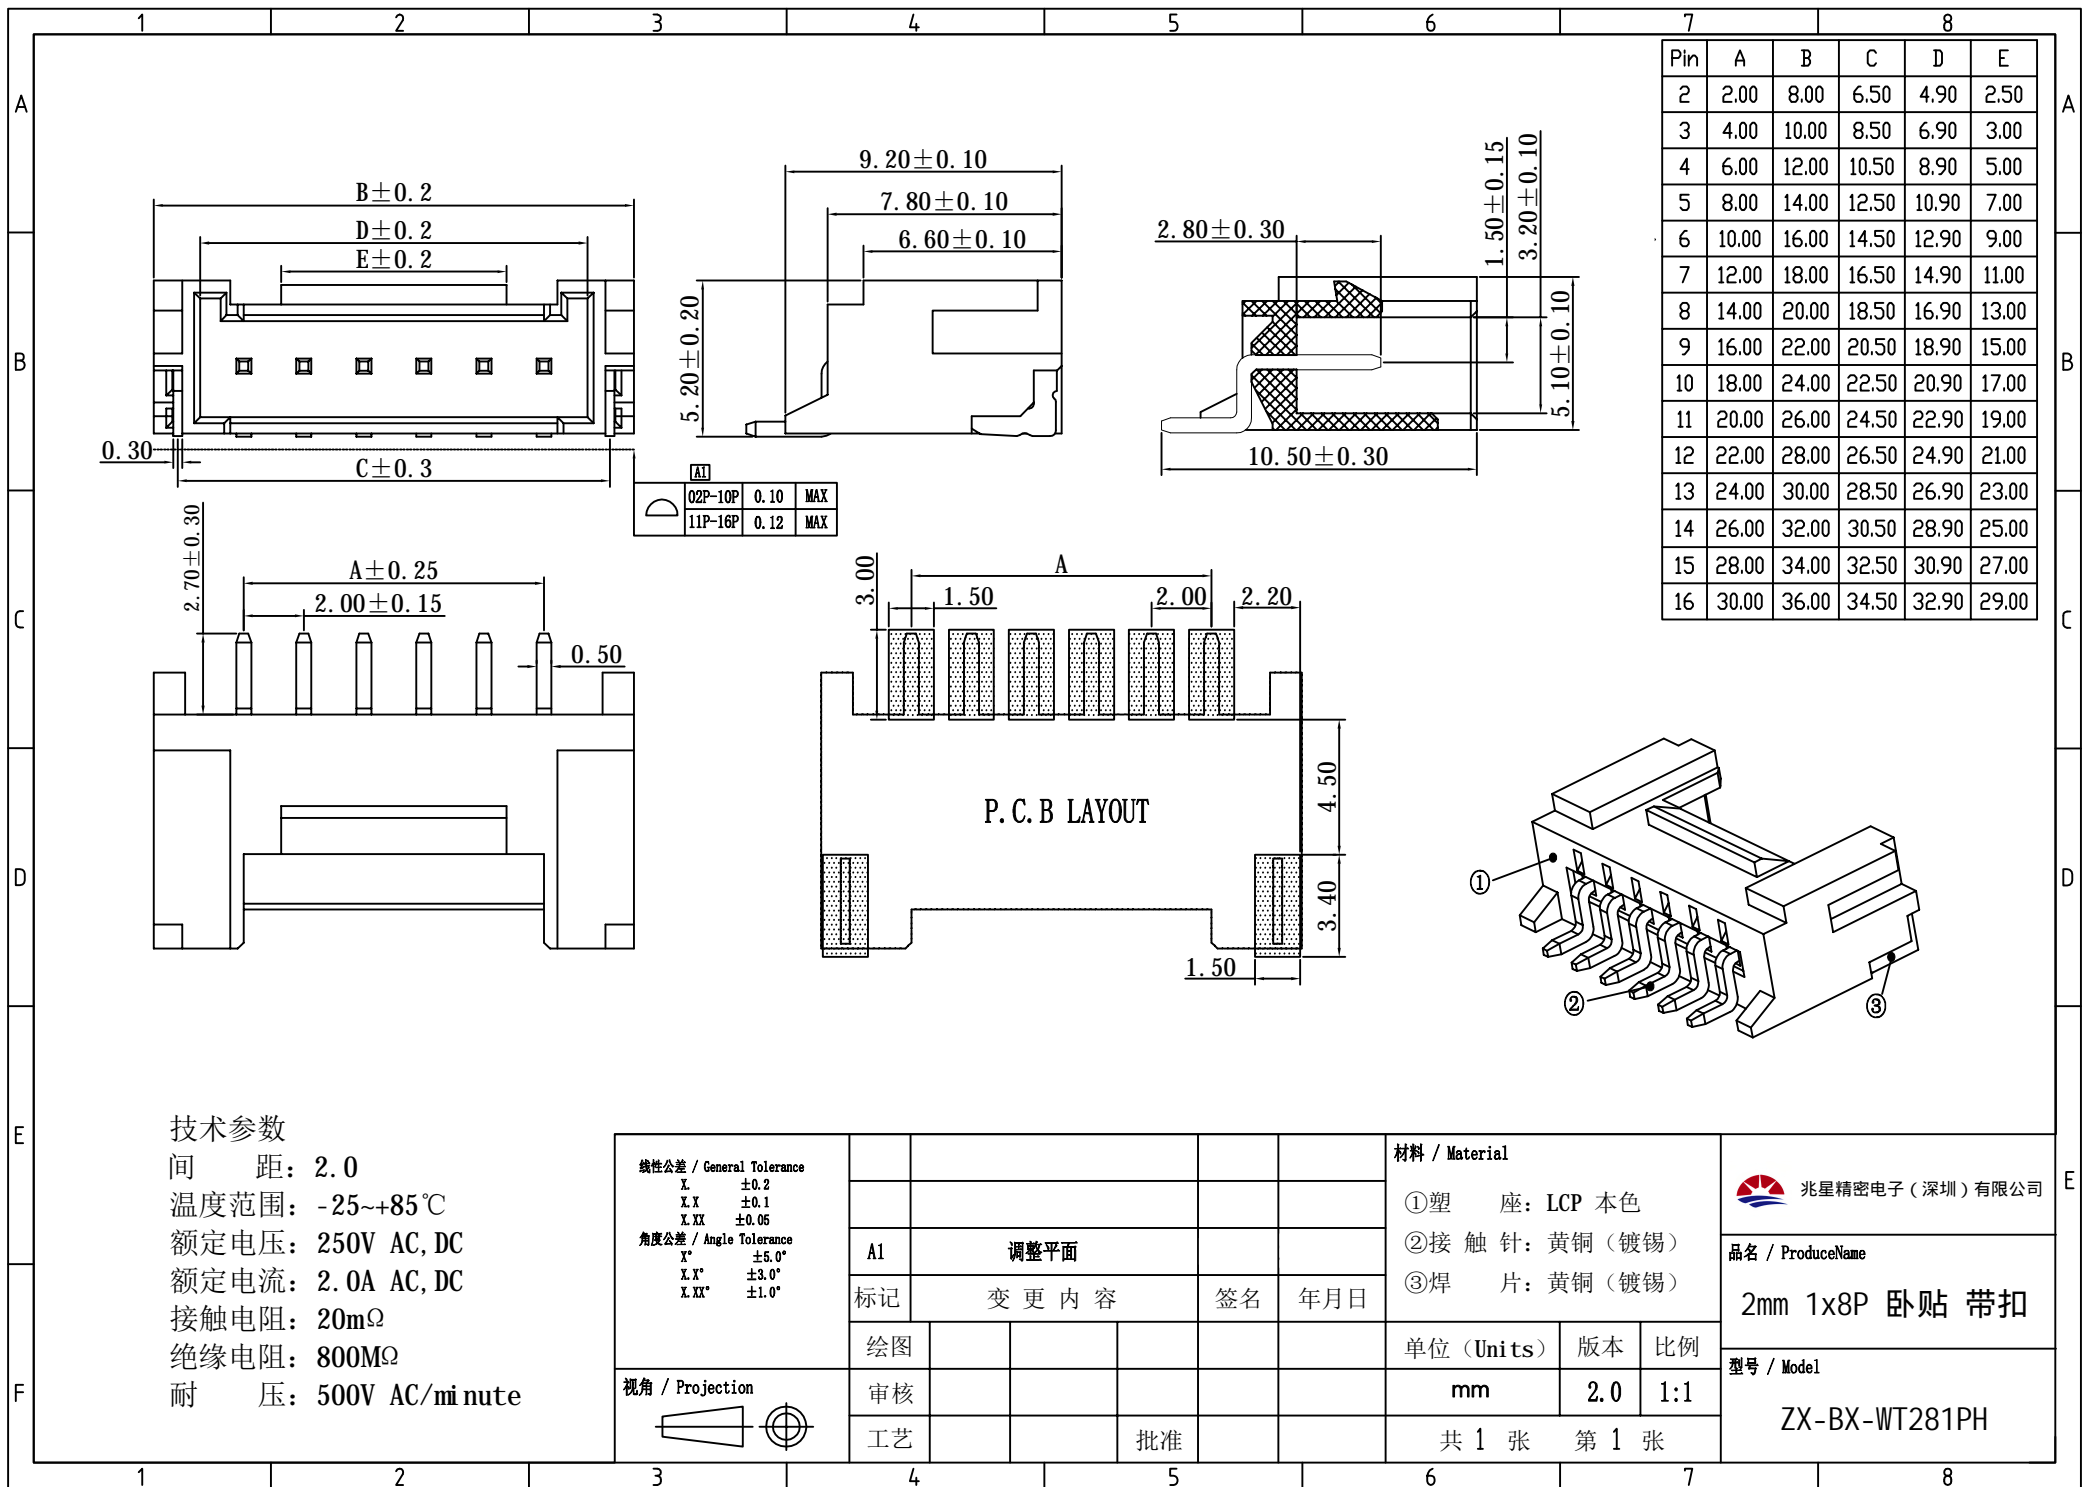 1 2 3 4 5 6 7 8
A B C D E F
A B C D E
Pin A B C D E
2 2.00 8.00 6.50 4.90 2.50
3 4.00 10.00 8.50 6.90 3.00
4 6.00 12.00 10.50 8.90 5.00
5 8.00 14.00 12.50 10.90 7.00
6 10.00 16.00 14.50 12.90 9.00
7 12.00 18.00 16.50 14.90 11.00
8 14.00 20.00 18.50 16.90 13.00
9 16.00 22.00 20.50 18.90 15.00
10 18.00 24.00 22.50 20.90 17.00
11 20.00 26.00 24.50 22.90 19.00
12 22.00 28.00 26.50 24.90 21.00
13 24.00 30.00 28.50 26.90 23.00
14 26.00 32.00 30.50 28.90 25.00
15 28.00 34.00 32.50 30.90 27.00
16 30.00 36.00 34.50 32.90 29.00
B±0.2
D±0.2
E±0.2
0.30
C±0.3
9.20±0.10
7.80±0.10
6.60±0.10
5.20±0.20
2.80±0.30
1.50±0.15
3.20±0.10
5.10±0.10
10.50±0.30
A1
02P-10P 0.10 MAX
11P-16P 0.12 MAX
2.70±0.30
A±0.25
2.00±0.15
0.50
3.00
A
1.50
2.00
2.20
4.50
P.C.B LAYOUT
3.40
1.50
①
②
③
技术参数
间 距: 2.0
温度范围: -25~+85℃
额定电压: 250V AC,DC
额定电流: 2.0A AC,DC
接触电阻: 20mΩ
绝缘电阻: 800MΩ
耐 压: 500V AC/minute
线性公差 / General Tolerance
X. ±0.2
X.X ±0.1
X.XX ±0.05
角度公差 / Angle Tolerance
X° ±5.0°
X.X° ±3.0°
X.XX° ±1.0°
视角 / Projection
A1 调整平面
标记 变更内容 签名 年月日
绘图
审核
工艺 批准
材料 / Material
①塑 座: LCP 本色
②接 触 针: 黄铜（镀锡）
③焊 片: 黄铜（镀锡）
单位（Units） 版本 比例
mm 2.0 1:1
共 1 张 第 1 张
兆星精密电子（深圳）有限公司
品名 / ProduceName
2mm 1x8P 卧贴 带扣
型号 / Model
ZX-BX-WT281PH
1 2 3 4 5 6 7 8